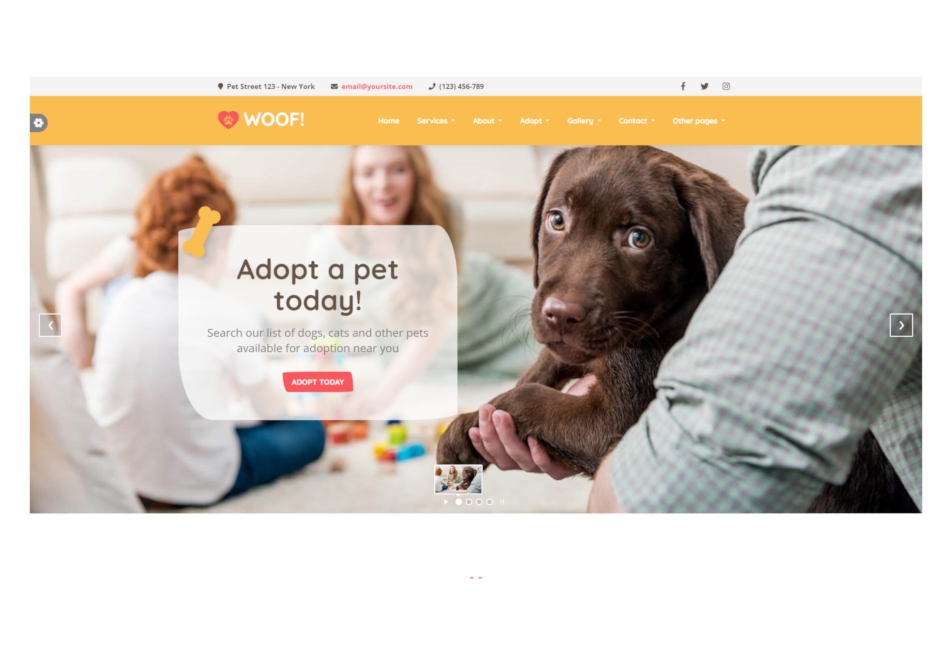 Pet Street 123 - New York email@yoursite.com (123) 456-789
WOOF! Home Services About Adopt Gallery Contact Other pages
Adopt a pet
today!
Search our list of dogs, cats and other pets
available for adoption near you
ADOPT TODAY